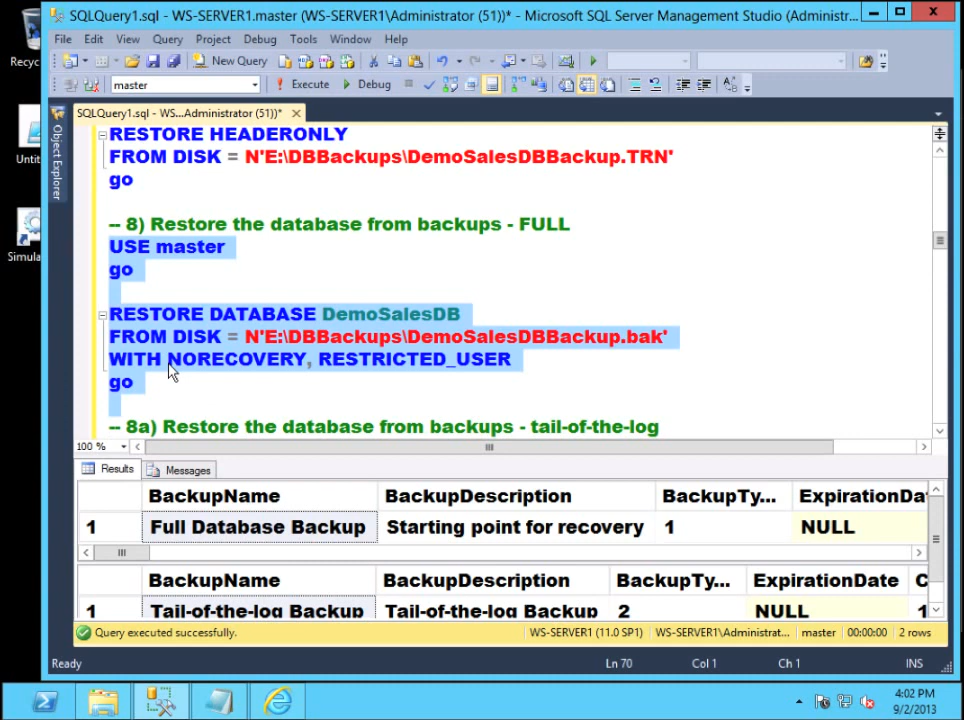 Recyc
Untit
Simula
SQLQuery1.sql - WS-SERVER1.master (WS-SERVER1\Administrator (51))* - Microsoft SQL Server Management Studio (Administr...
File Edit View Query Project Debug Tools Window Help
New Query
master
Execute
Debug
SQLQuery1.sql - WS...Administrator (51))*
Object Explorer
RESTORE HEADERONLY
FROM DISK = N'E:\DBBackups\DemoSalesDBBackup.TRN'
go
-- 8) Restore the database from backups - FULL
USE master
go
RESTORE DATABASE DemoSalesDB
FROM DISK = N'E:\DBBackups\DemoSalesDBBackup.bak'
WITH NORECOVERY, RESTRICTED_USER
go
-- 8a) Restore the database from backups - tail-of-the-log
100 %
Results Messages
BackupName BackupDescription BackupTy... ExpirationDa
1 Full Database Backup Starting point for recovery 1 NULL
BackupName BackupDescription BackupTy... ExpirationDate C
1 Tail-of-the-log Backup Tail-of-the-log Backup 2 NULL 1
Query executed successfully. WS-SERVER1 (11.0 SP1) WS-SERVER1\Administrat... master 00:00:00 2 rows
Ready Ln 70 Col 1 Ch 1 INS
4:02 PM
9/2/2013